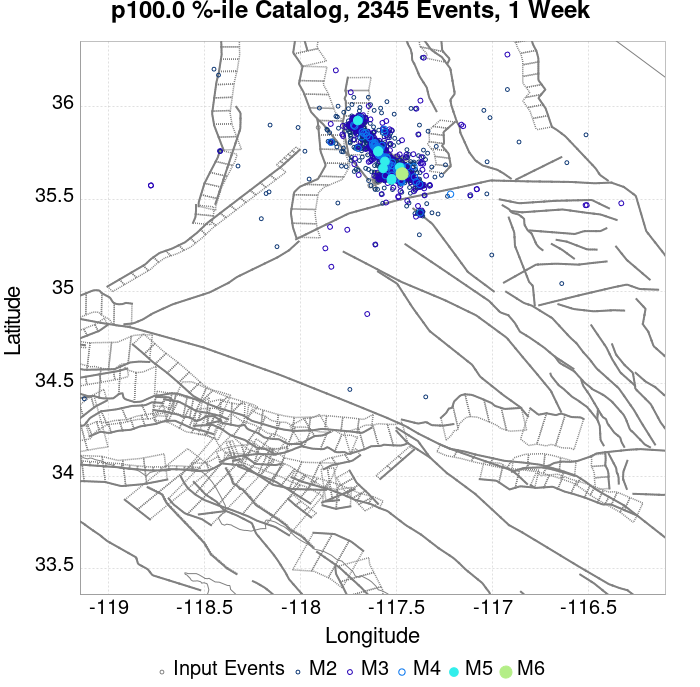 p100.0 %-ile Catalog, 2345 Events, 1 Week
36
35.5
35
34.5
34
33.5
Latitude
-119 -118.5 -118 -117.5 -117 -116.5
Longitude
Input Events M2 M3 M4 M5 M6